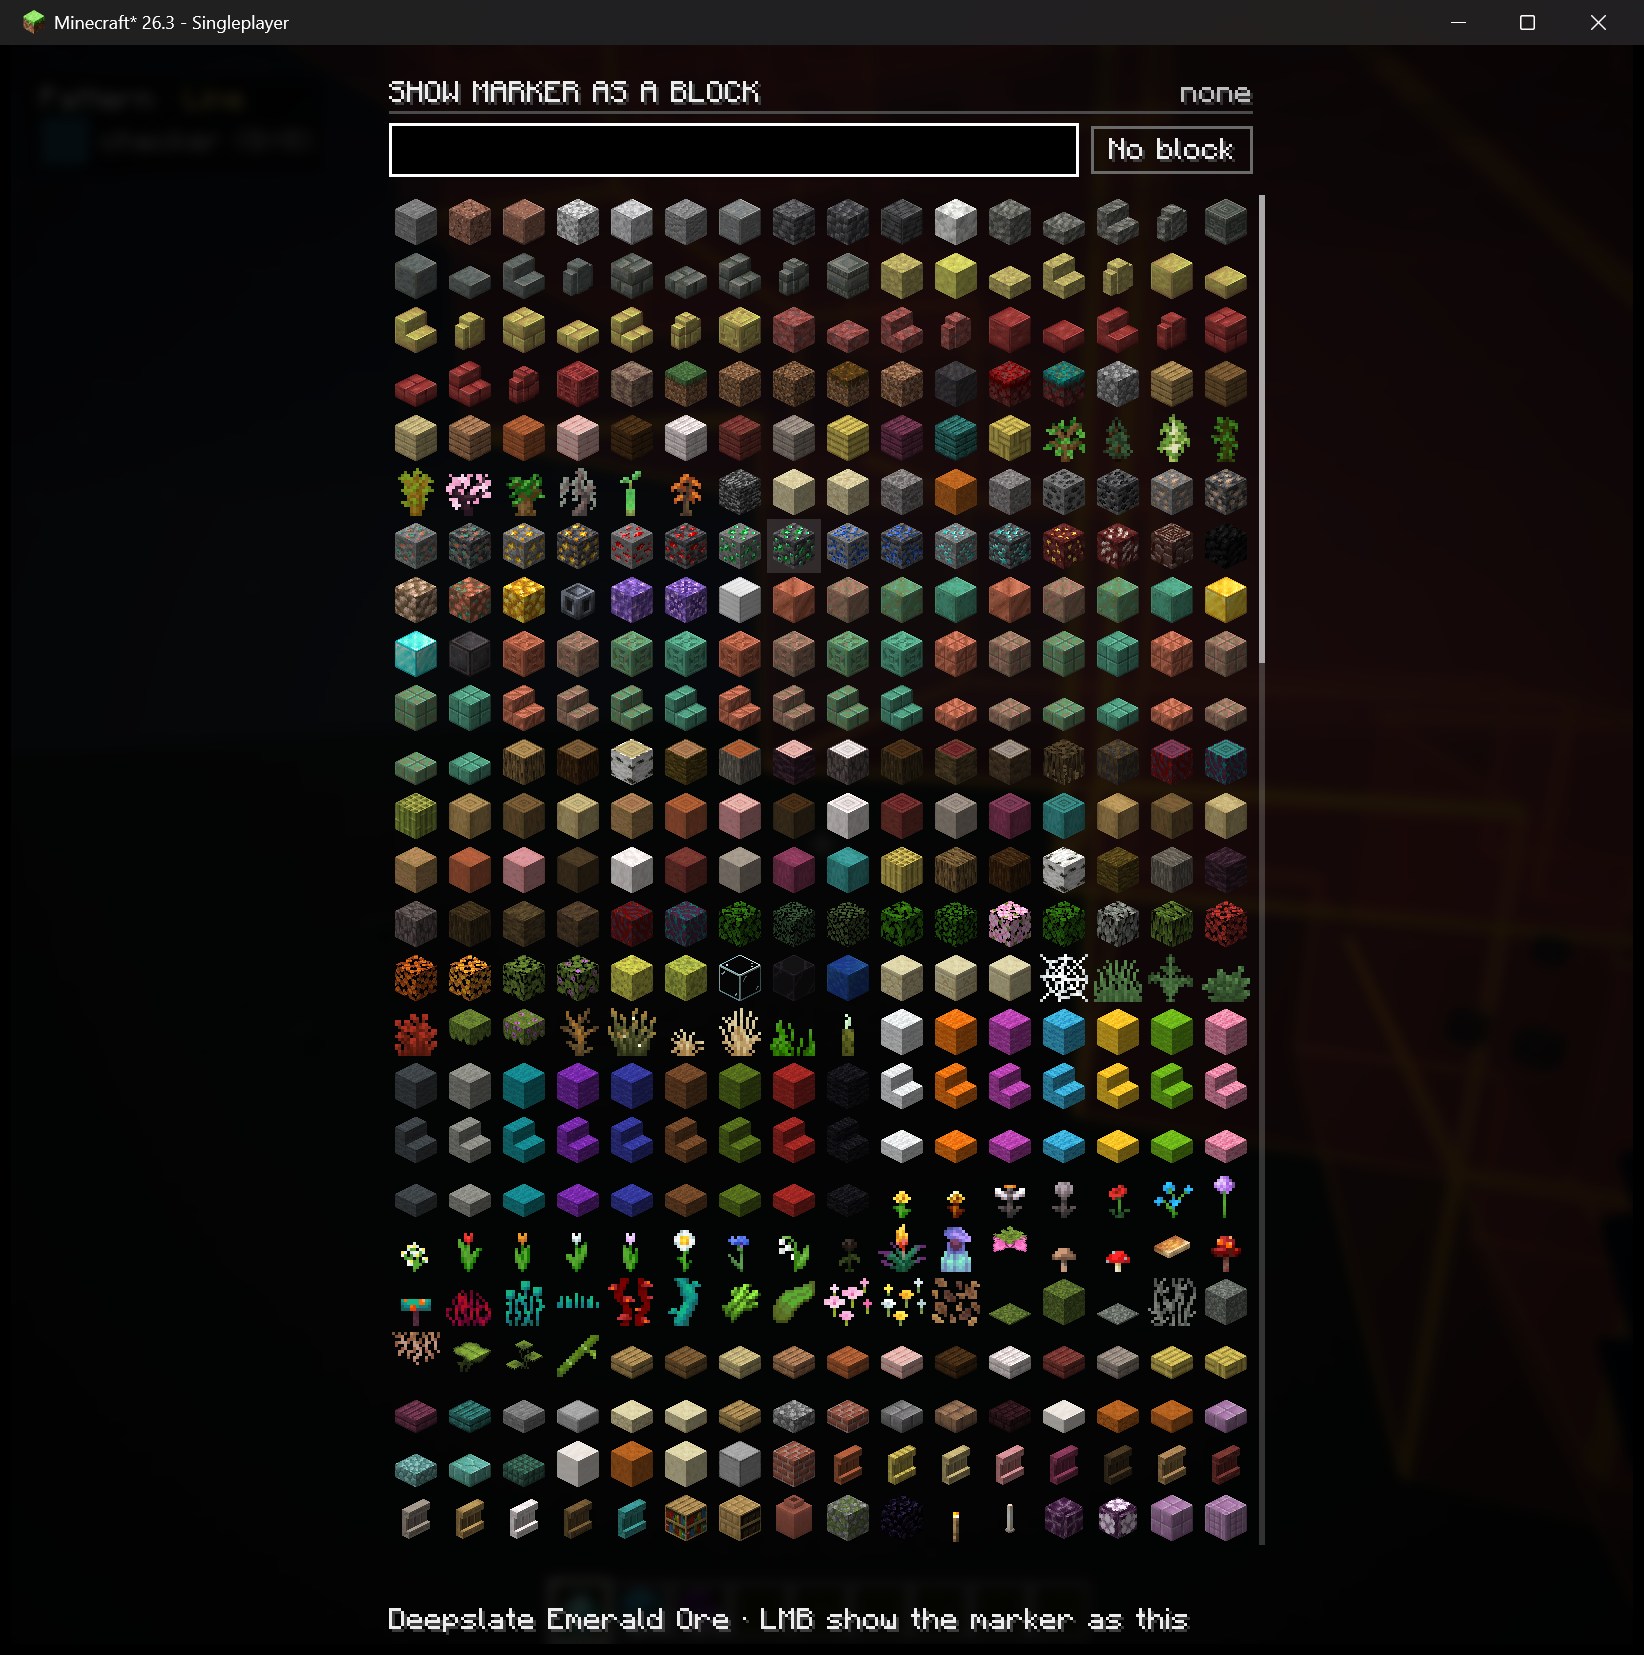 Minecraft* 26.3 - Singleplayer
SHOW MARKER AS A BLOCK
none
No block
Deepslate Emerald Ore · LMB show the marker as this